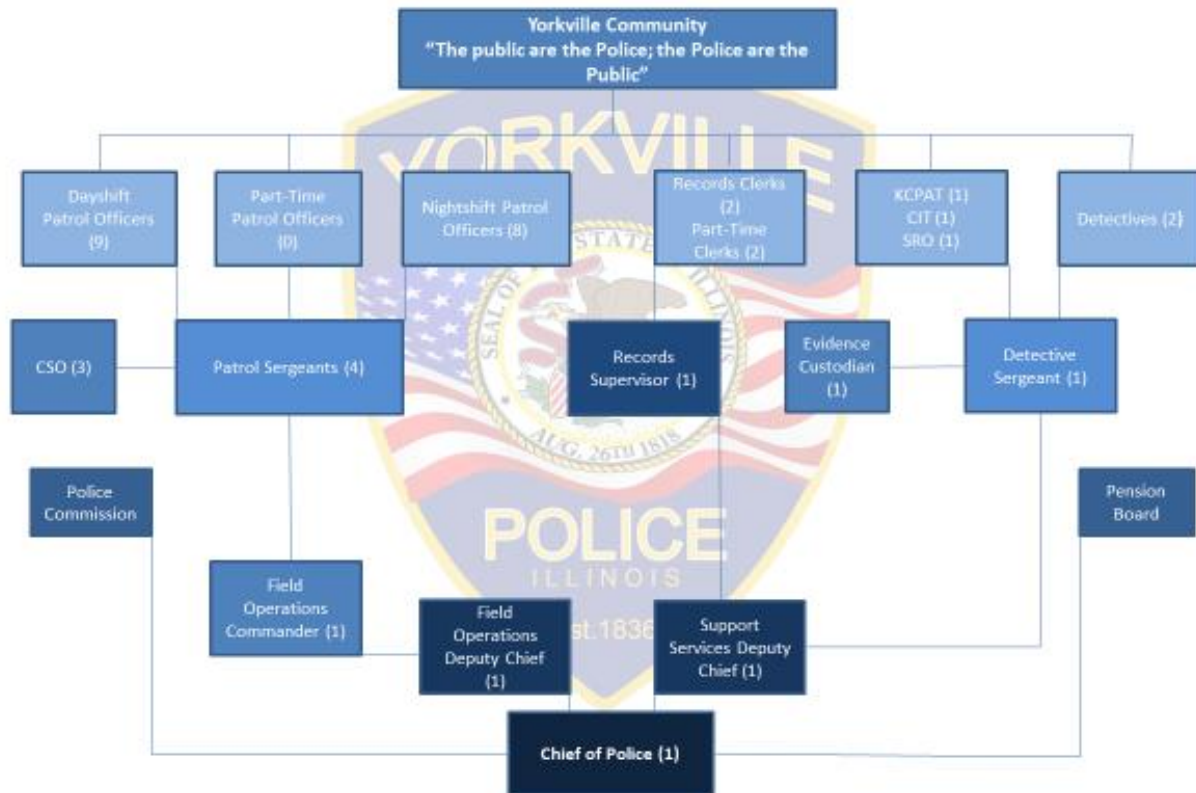 Yorkville Community
“The public are the Police; the Police are the
Public”
YORKVILLE
Dayshift
Patrol Officers
(9)
Part-Time
Patrol Officers
(0)
Nightshift Patrol
Officers (8)
Records Clerks
(2)
Part-Time
Clerks (2)
KCPAT (1)
CIT (1)
SRO (1)
Detectives (2)
SEAL OF STATE ILLINOIS
AUG. 26TH 1818
CSO (3)
Patrol Sergeants (4)
Records
Supervisor (1)
Evidence
Custodian
(1)
Detective
Sergeant (1)
Police
Commission
Pension
Board
POLICE
ILLINOIS
st.1836
Field
Operations
Commander (1)
Field
Operations
Deputy Chief
(1)
Support
Services Deputy
Chief (1)
Chief of Police (1)